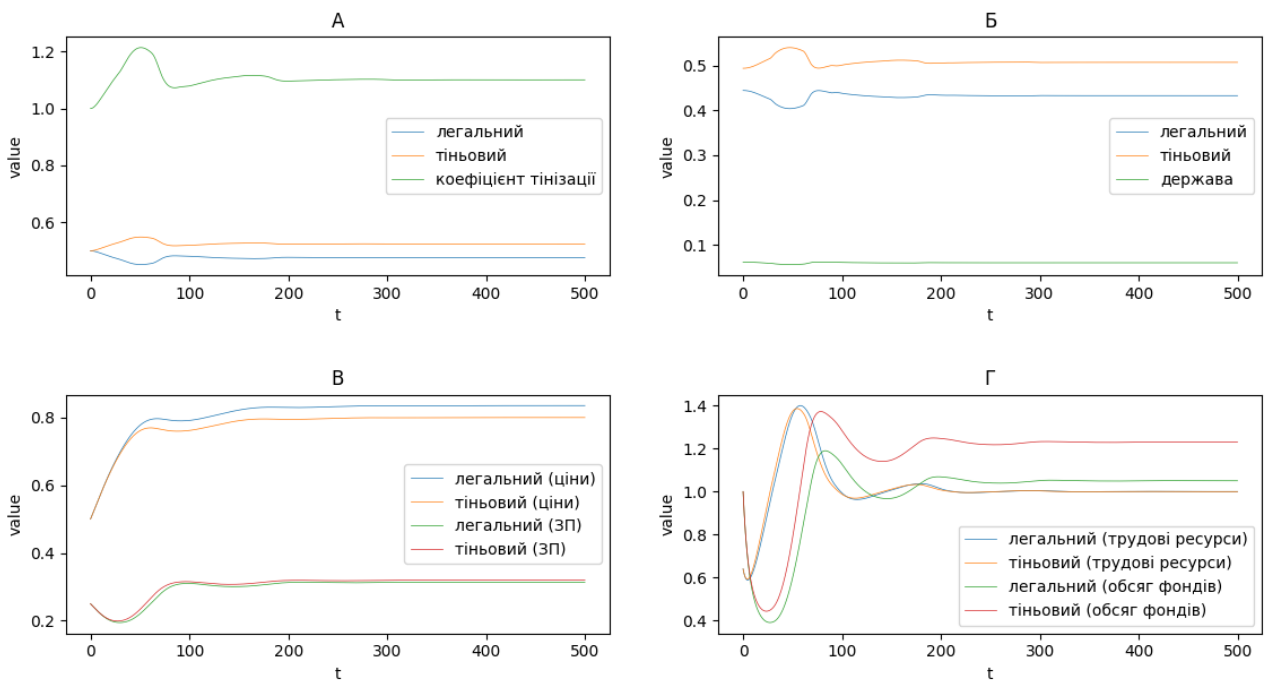 А
value
1.2
1.0
0.8
0.6
легальний
тіньовий
коефіцієнт тінізації
0 100 200 300 400 500
t
Б
value
0.5
0.4
0.3
0.2
0.1
легальний
тіньовий
держава
0 100 200 300 400 500
t
В
value
0.8
0.6
0.4
0.2
легальний (ціни)
тіньовий (ціни)
легальний (ЗП)
тіньовий (ЗП)
0 100 200 300 400 500
t
Г
value
1.4
1.2
1.0
0.8
0.6
0.4
легальний (трудові ресурси)
тіньовий (трудові ресурси)
легальний (обсяг фондів)
тіньовий (обсяг фондів)
0 100 200 300 400 500
t